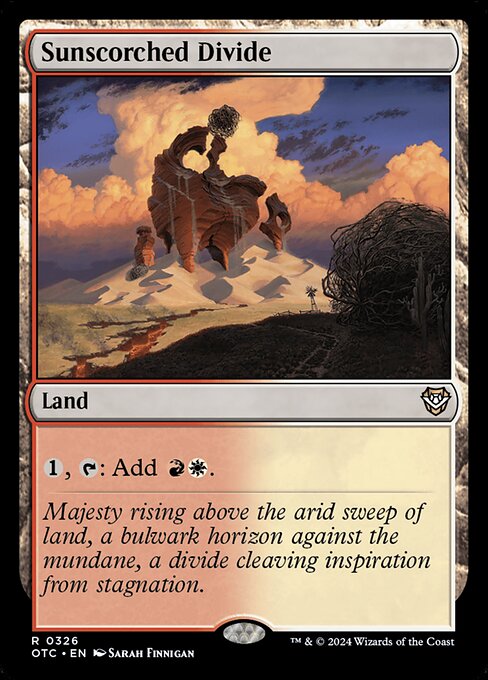 Sunscorched Divide
Land
1, : Add .
Majesty rising above the arid sweep of
land, a bulwark horizon against the
mundane, a divide cleaving inspiration
from stagnation.
R 0326
OTC • EN Sarah Finnigan
™ & © 2024 Wizards of the Coast